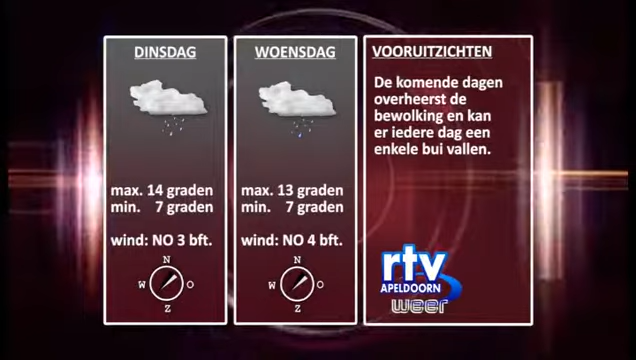 DINSDAG
max. 14 graden
min. 7 graden
wind: NO 3 bft.
N
W O
Z
WOENSDAG
max. 13 graden
min. 7 graden
wind: NO 4 bft.
N
W O
Z
VOORUITZICHTEN
De komende dagen
overheerst de
bewolking en kan
er iedere dag een
enkele bui vallen.
rtv
APELDOORN
weer